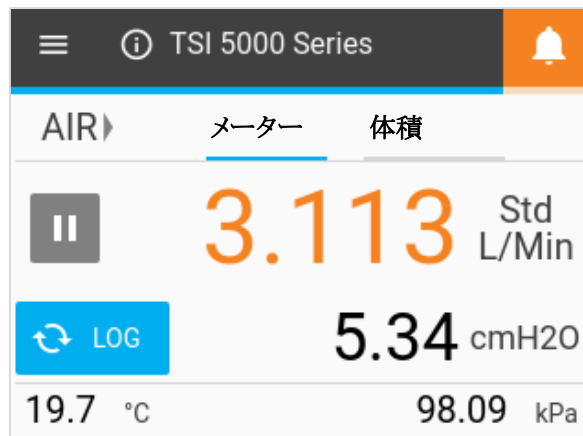 TSI 5000 Series
AIR メーター 体積
3.113 Std L/Min
LOG 5.34 cmH2O
19.7 °C 98.09 kPa